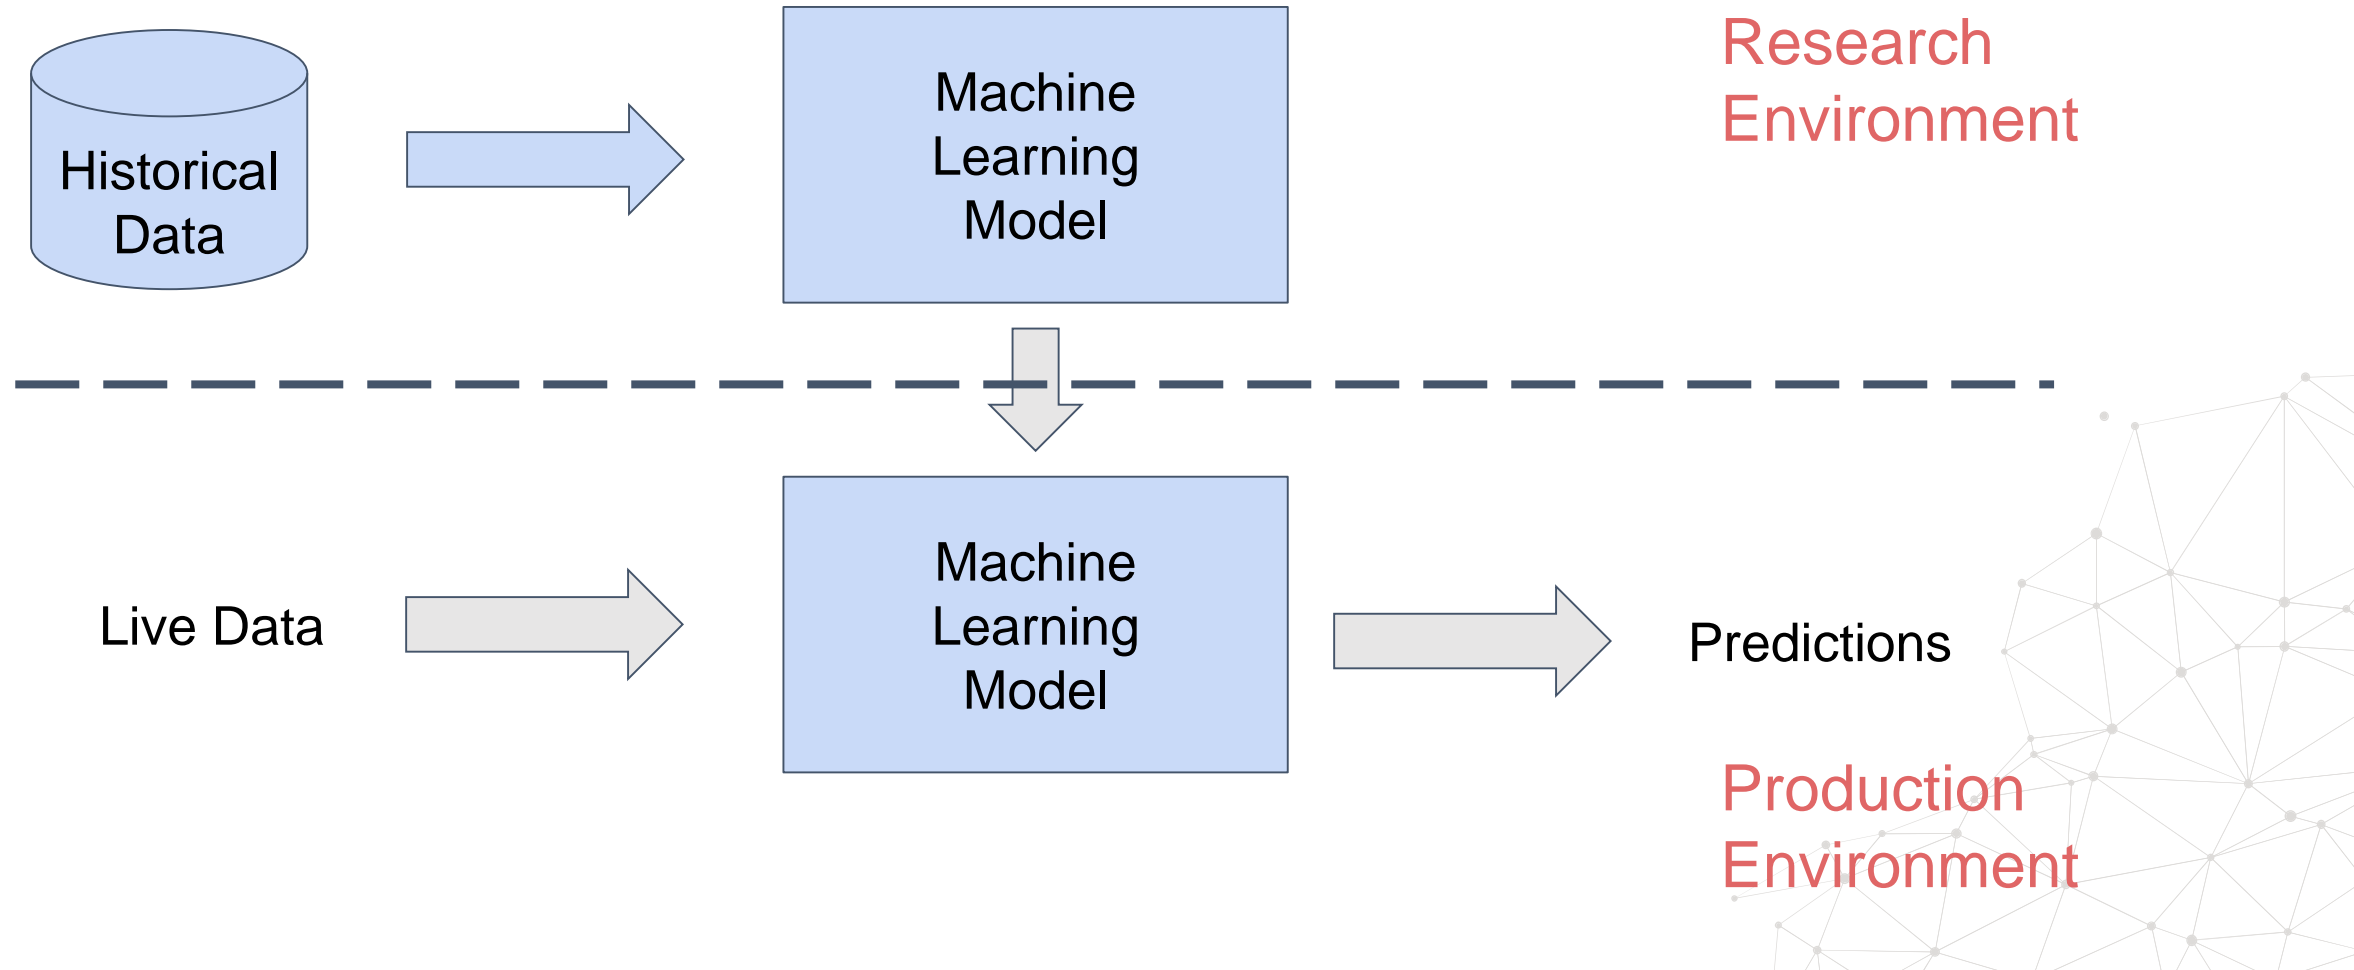 Research
Environment
Historical
Data
Machine
Learning
Model
Live Data
Machine
Learning
Model
Predictions
Production
Environment